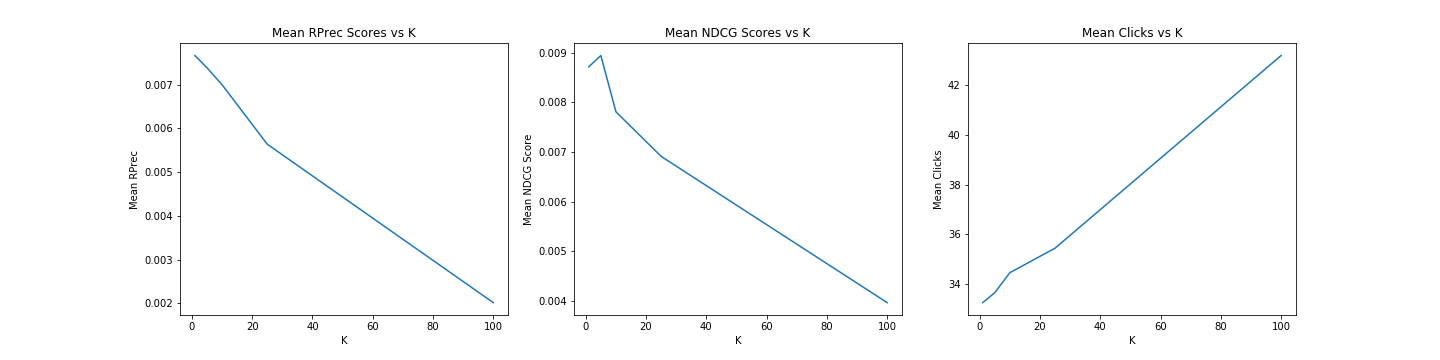 Mean RPrec Scores vs K
Mean RPrec
0.007
0.006
0.005
0.004
0.003
0.002
0 20 40 60 80 100
K
Mean NDCG Scores vs K
Mean NDCG Score
0.009
0.008
0.007
0.006
0.005
0.004
0 20 40 60 80 100
K
Mean Clicks vs K
Mean Clicks
42
40
38
36
34
0 20 40 60 80 100
K